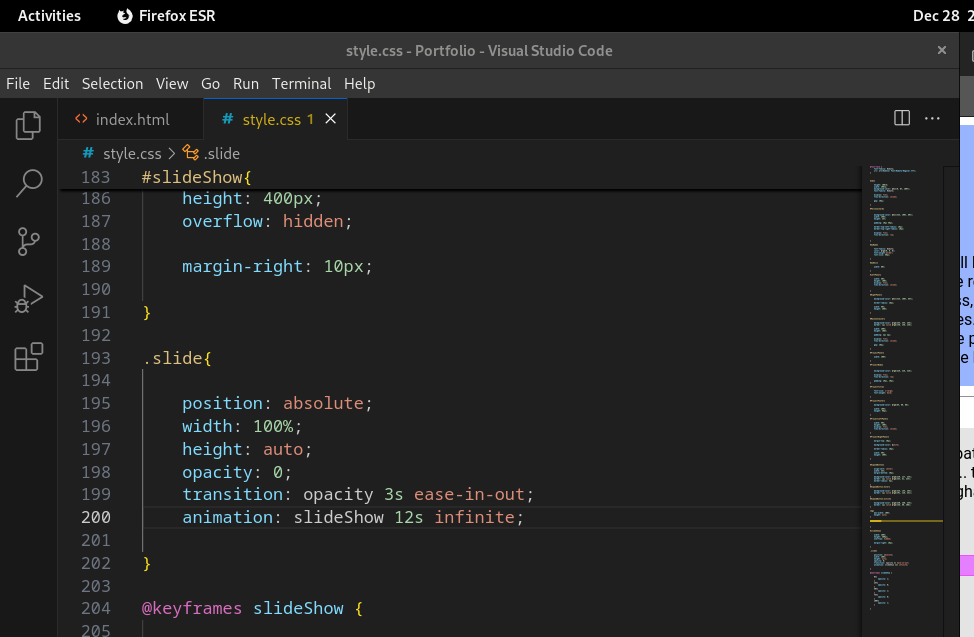 Activities Firefox ESR Dec 28
style.css - Portfolio - Visual Studio Code
File Edit Selection View Go Run Terminal Help
index.html # style.css 1
# style.css > .slide
183 #slideShow{
186 height: 400px;
187 overflow: hidden;
188
189 margin-right: 10px;
190
191 }
192
193 .slide{
194
195 position: absolute;
196 width: 100%;
197 height: auto;
198 opacity: 0;
199 transition: opacity 3s ease-in-out;
200 animation: slideShow 12s infinite;
201
202 }
203
204 @keyframes slideShow {
205